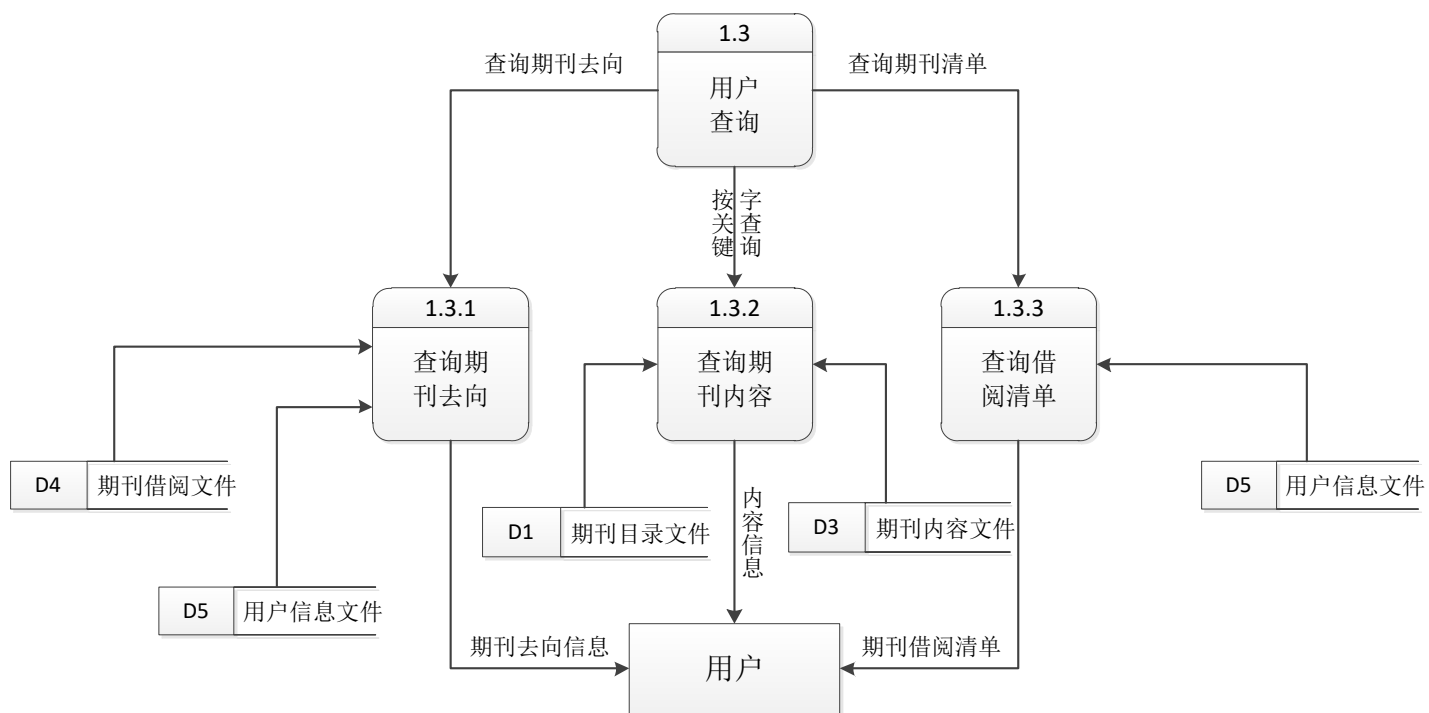 1.3
用户
查询
查询期刊去向
查询期刊清单
按关键
字查询
1.3.1
查询期
刊去向
1.3.2
查询期
刊内容
1.3.3
查询借
阅清单
D4
期刊借阅文件
D5
用户信息文件
D1
期刊目录文件
D3
期刊内容文件
D5
用户信息文件
内容信息
期刊去向信息
期刊借阅清单
用户